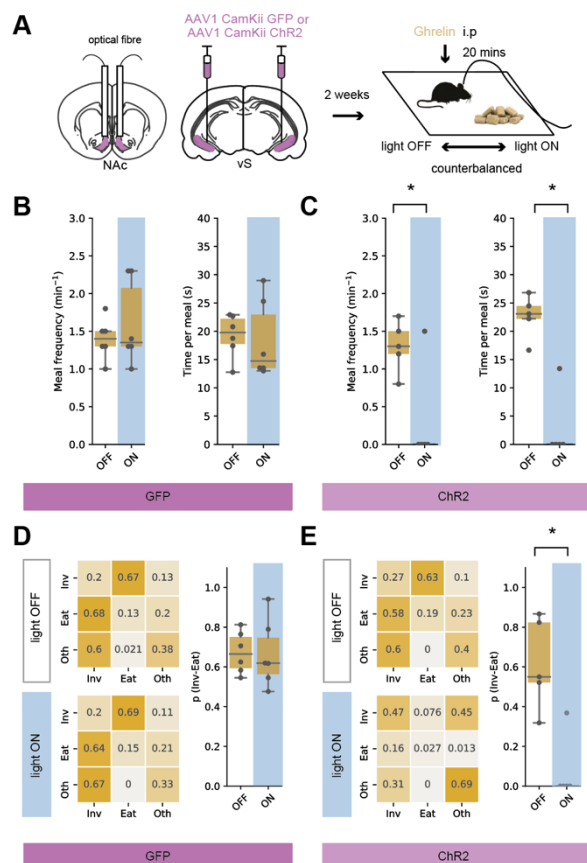 A
optical fibre
NAc
AAV1 CamKii GFP or
AAV1 CamKii ChR2
vS
2 weeks
Ghrelin i.p
20 mins
light OFF
light ON
counterbalanced
B
Meal frequency (min⁻¹)
3.0
2.5
2.0
1.5
1.0
0.5
0.0
OFF
ON
Time per meal (s)
40
35
30
25
20
15
10
5
0
OFF
ON
GFP
C
*
Meal frequency (min⁻¹)
3.0
2.5
2.0
1.5
1.0
0.5
0.0
OFF
ON
*
Time per meal (s)
40
35
30
25
20
15
10
5
0
OFF
ON
ChR2
D
light OFF
Inv 0.2 0.67 0.13
Eat 0.68 0.13 0.2
Oth 0.6 0.021 0.38
Inv Eat Oth
light ON
Inv 0.2 0.69 0.11
Eat 0.64 0.15 0.21
Oth 0.67 0 0.33
Inv Eat Oth
p (Inv-Eat)
1.0
0.8
0.6
0.4
0.2
0.0
OFF
ON
GFP
E
light OFF
Inv 0.27 0.63 0.1
Eat 0.58 0.19 0.23
Oth 0.6 0 0.4
Inv Eat Oth
light ON
Inv 0.47 0.076 0.45
Eat 0.16 0.027 0.013
Oth 0.31 0 0.69
Inv Eat Oth
*
p (Inv-Eat)
1.0
0.8
0.6
0.4
0.2
0.0
OFF
ON
ChR2